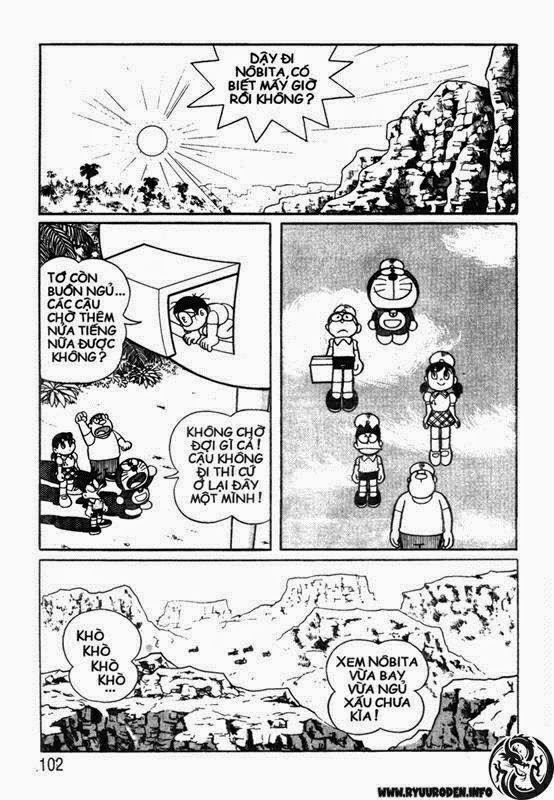 DẬY ĐI
NÔBITA, CÓ
BIẾT MẤY GIỜ
RỒI KHÔNG?
TỚ CÒN
BUỒN NGỦ...
CÁC CẬU
CHỜ THÊM
NỬA TIẾNG
NỮA ĐƯỢC
KHÔNG?
KHÔNG CHỜ
ĐỢI GÌ CẢ!
CẬU KHÔNG
ĐI THÌ CỨ
Ở LẠI ĐÂY
MỘT MÌNH!
KHÒ
KHÒ
KHÒ
KHÒ
...
XEM NÔBITA
VỪA BAY
VỪA NGỦ
XẤU CHƯA
KÌA!
102
WWW.RYUURODEN.INFO